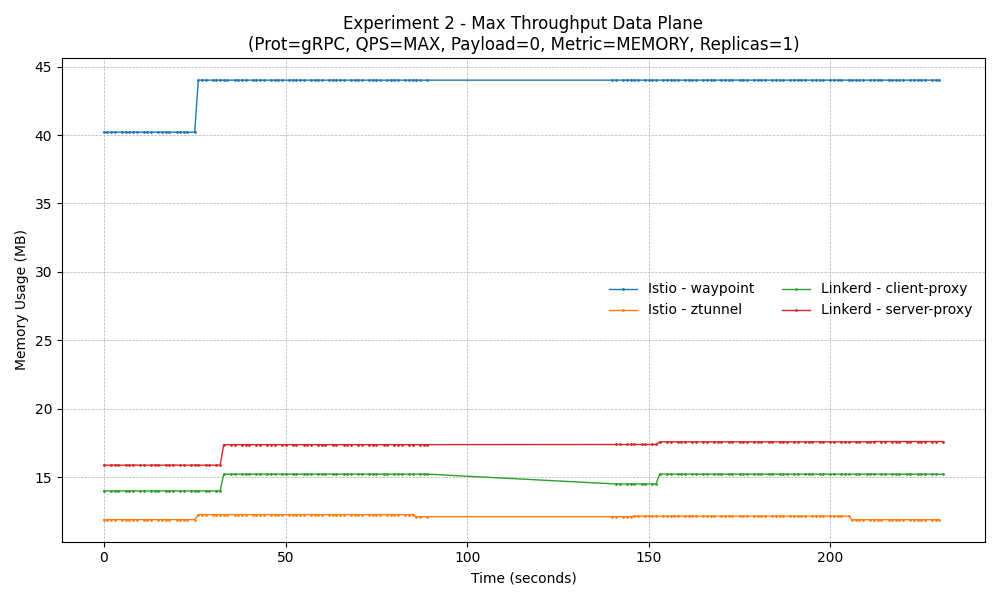 Experiment 2 - Max Throughput Data Plane
(Prot=gRPC, QPS=MAX, Payload=0, Metric=MEMORY, Replicas=1)
Memory Usage (MB)
45
40
35
30
25
20
15
Istio - waypoint
Istio - ztunnel
Linkerd - client-proxy
Linkerd - server-proxy
0 50 100 150 200
Time (seconds)